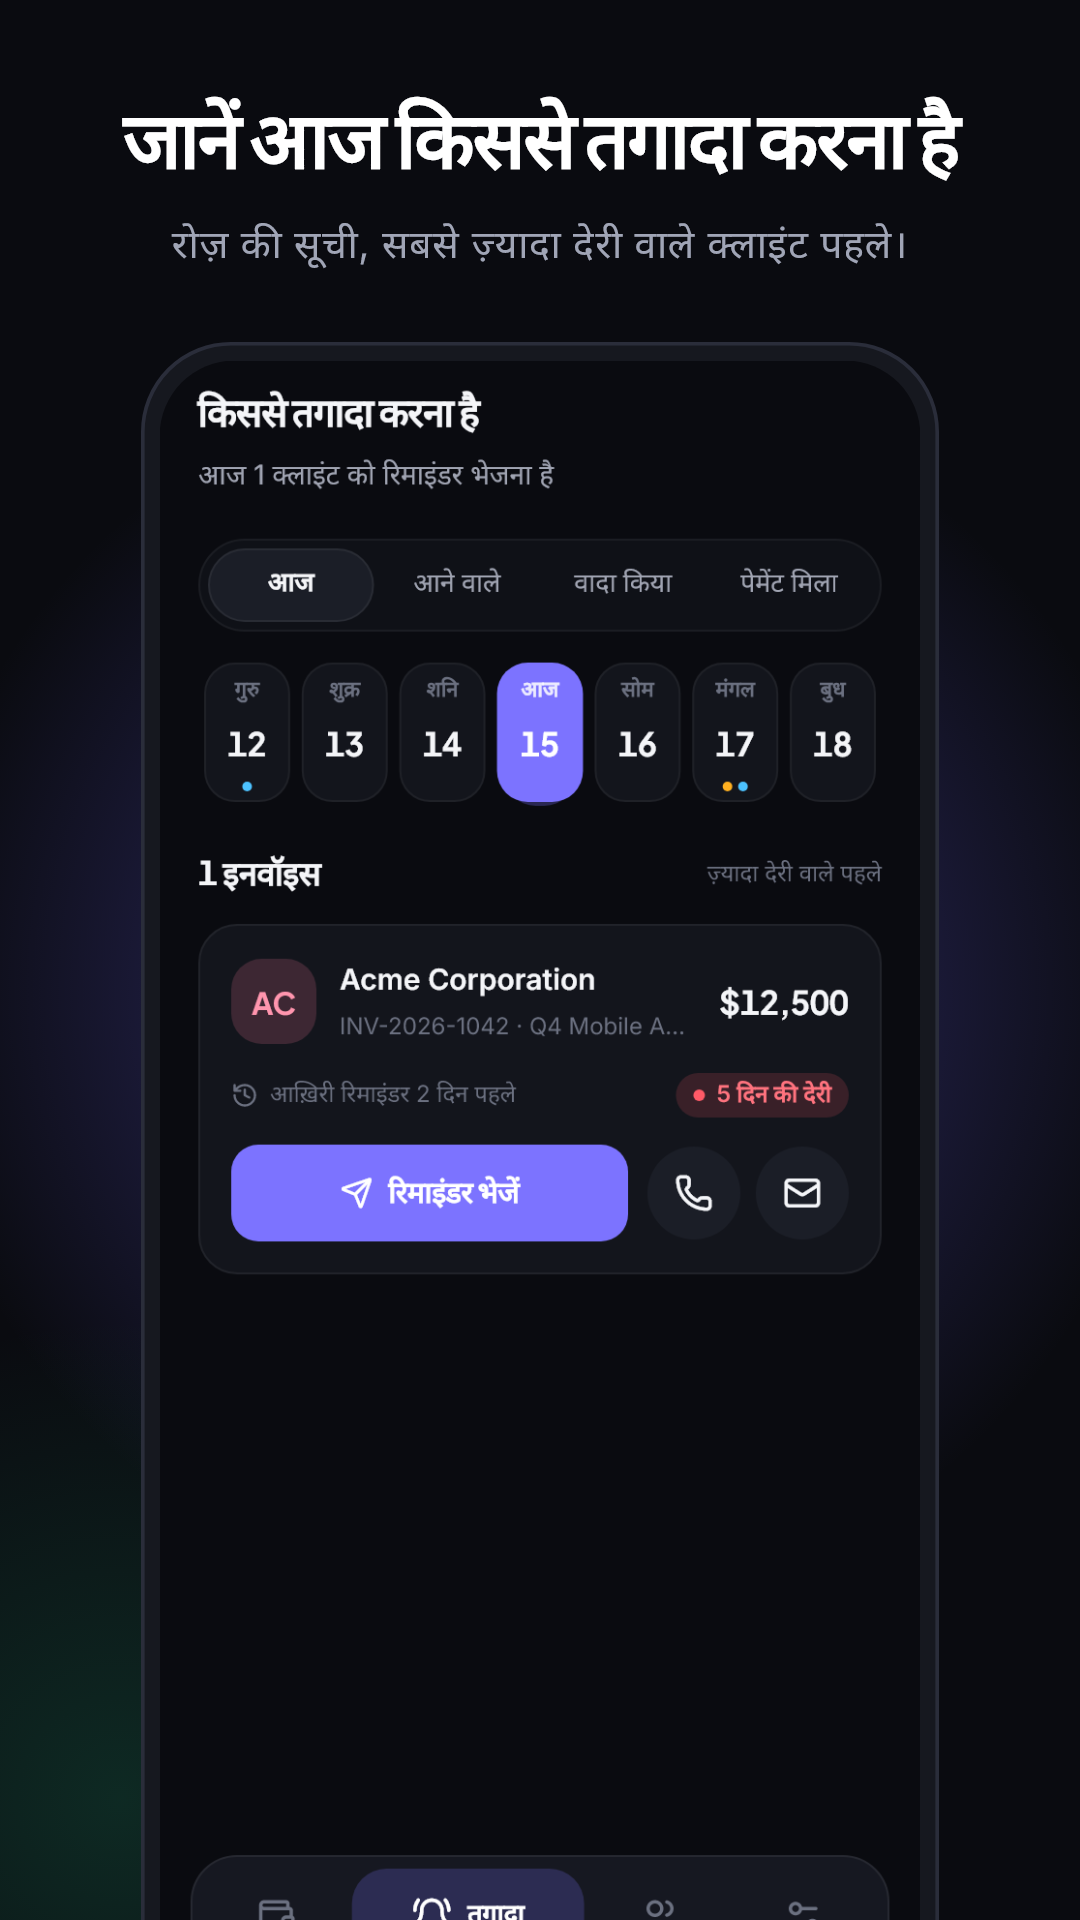 जानें आज किससे तगादा करना है
रोज़ की सूची, सबसे ज़्यादा देरी वाले क्लाइंट पहले।
किससे तगादा करना है
आज 1 क्लाइंट को रिमाइंडर भेजना है
आज आने वाले वादा किया पेमेंट मिला
गुरु शुक्र शनि आज सोम मंगल बुध
12 13 14 15 16 17 18
1 इनवॉइस ज़्यादा देरी वाले पहले
AC Acme Corporation $12,500
INV-2026-1042 · Q4 Mobile A...
आख़िरी रिमाइंडर 2 दिन पहले 5 दिन की देरी
रिमाइंडर भेजें
तगादा